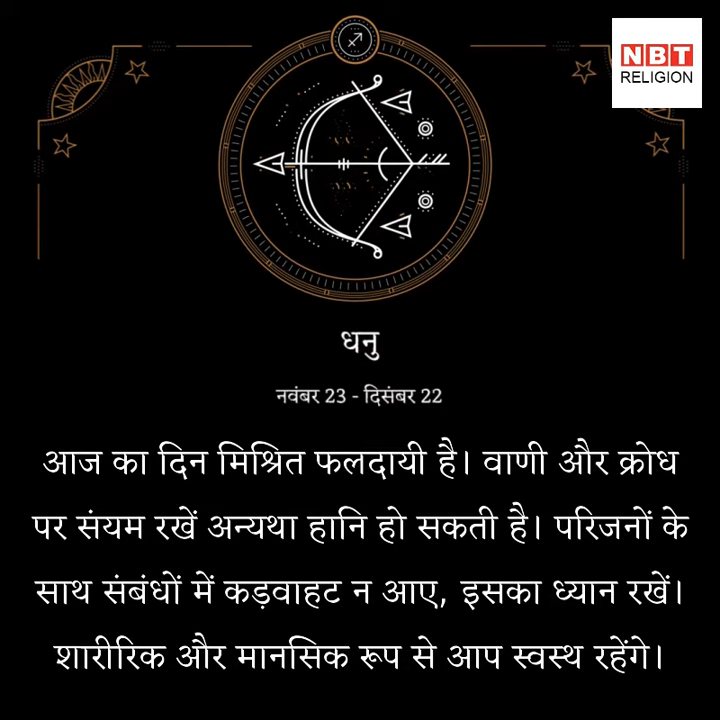 NBT
RELIGION
धनु
नवंबर 23 - दिसंबर 22
आज का दिन मिश्रित फलदायी है। वाणी और क्रोध
पर संयम रखें अन्यथा हानि हो सकती है। परिजनों के
साथ संबंधों में कड़वाहट न आए, इसका ध्यान रखें।
शारीरिक और मानसिक रूप से आप स्वस्थ रहेंगे।